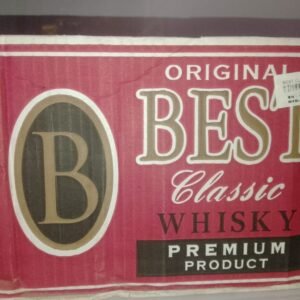 ORIGINAL
BEST
B
Classic
WHISKY
PREMIUM
PRODUCT